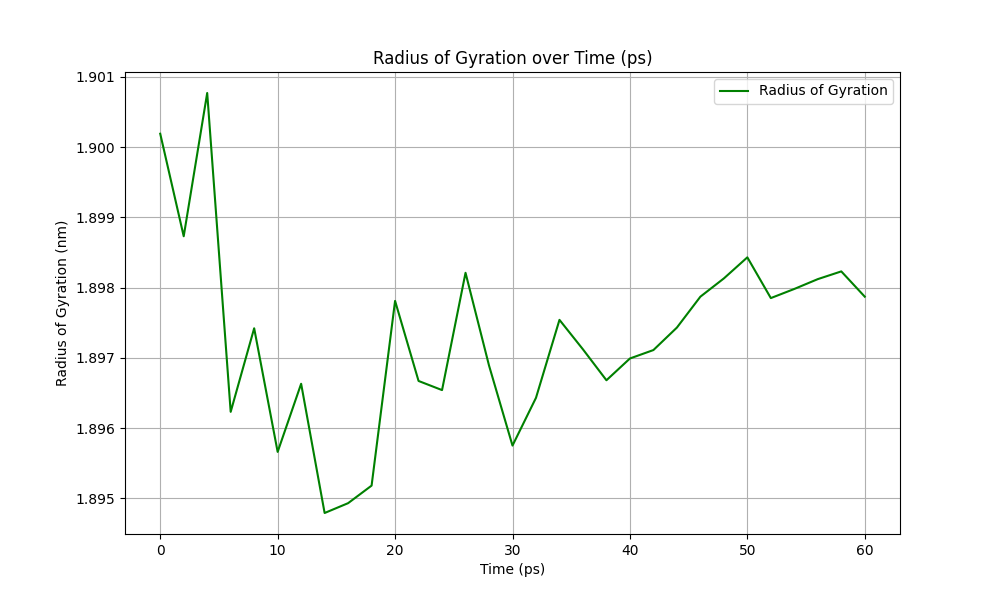 Radius of Gyration over Time (ps)
Radius of Gyration
1.901
1.900
1.899
1.898
1.897
1.896
1.895
Radius of Gyration (nm)
0 10 20 30 40 50 60
Time (ps)